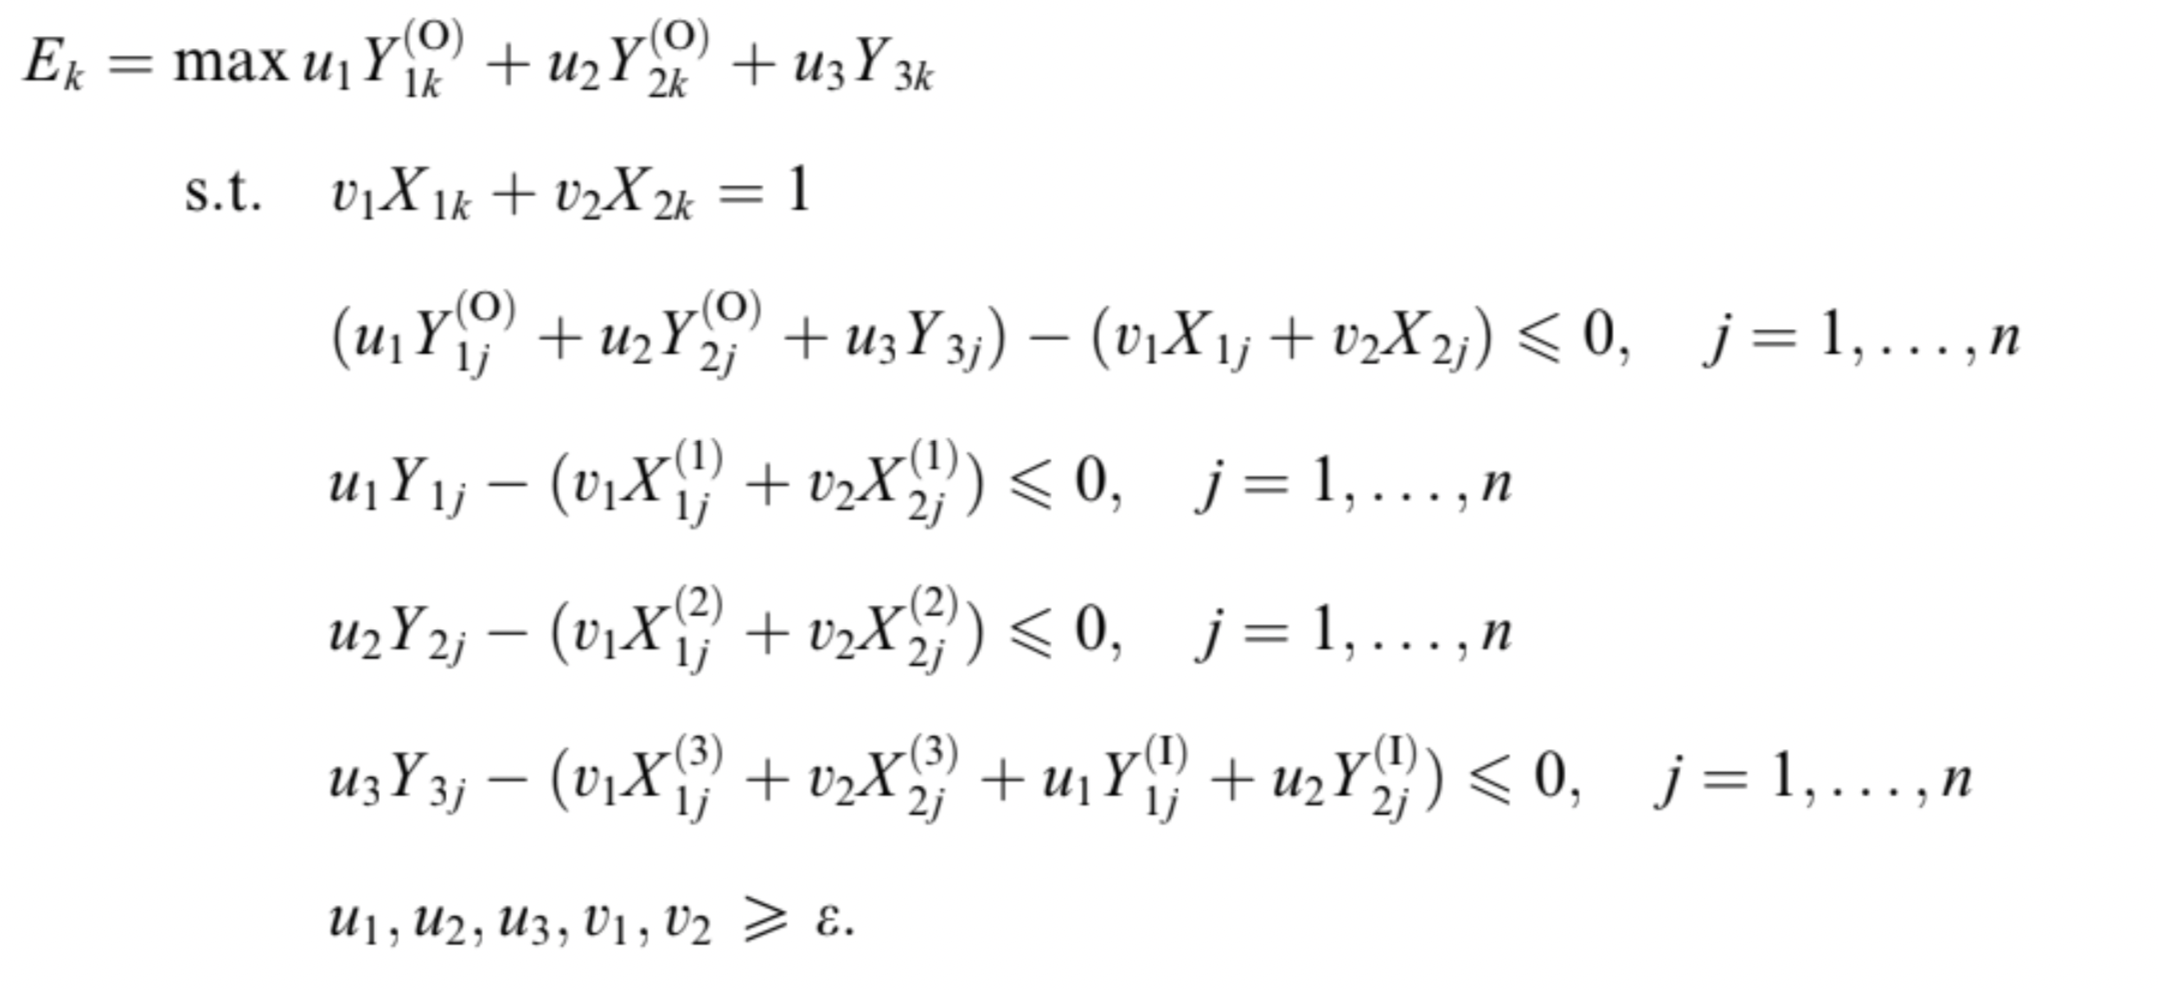 E_k = max u_1 Y_{1k}^{(O)} + u_2 Y_{2k}^{(O)} + u_3 Y_{3k}
s.t. v_1 X_{1k} + v_2 X_{2k} = 1
(u_1 Y_{1j}^{(O)} + u_2 Y_{2j}^{(O)} + u_3 Y_{3j}) − (v_1 X_{1j} + v_2 X_{2j}) ⩽ 0, j = 1, . . . , n
u_1 Y_{1j} − (v_1 X_{1j}^{(1)} + v_2 X_{2j}^{(1)}) ⩽ 0, j = 1, . . . , n
u_2 Y_{2j} − (v_1 X_{1j}^{(2)} + v_2 X_{2j}^{(2)}) ⩽ 0, j = 1, . . . , n
u_3 Y_{3j} − (v_1 X_{1j}^{(3)} + v_2 X_{2j}^{(3)} + u_1 Y_{1j}^{(I)} + u_2 Y_{2j}^{(I)}) ⩽ 0, j = 1, . . . , n
u_1, u_2, u_3, v_1, v_2 ⩾ ε.